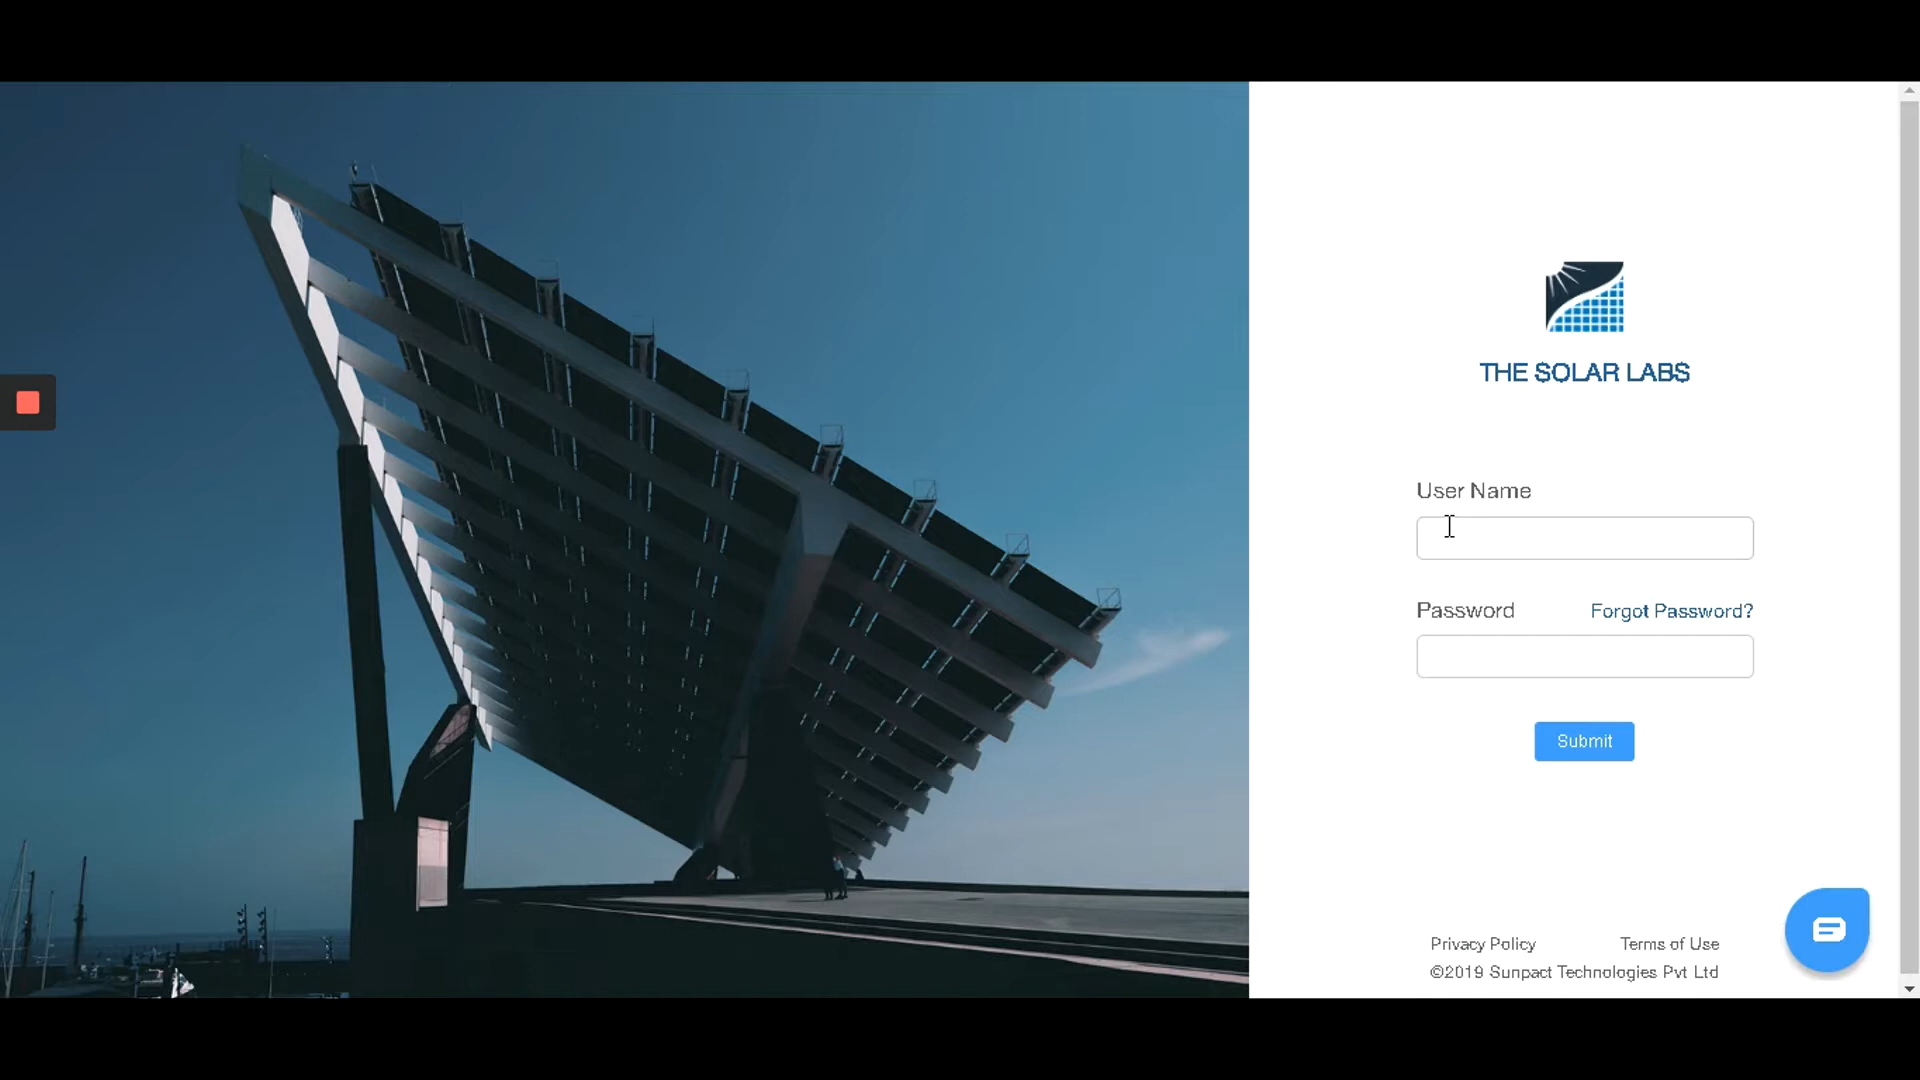 THE SOLAR LABS
User Name
Password Forgot Password?
Submit
Privacy Policy Terms of Use
©2019 Sunpact Technologies Pvt Ltd